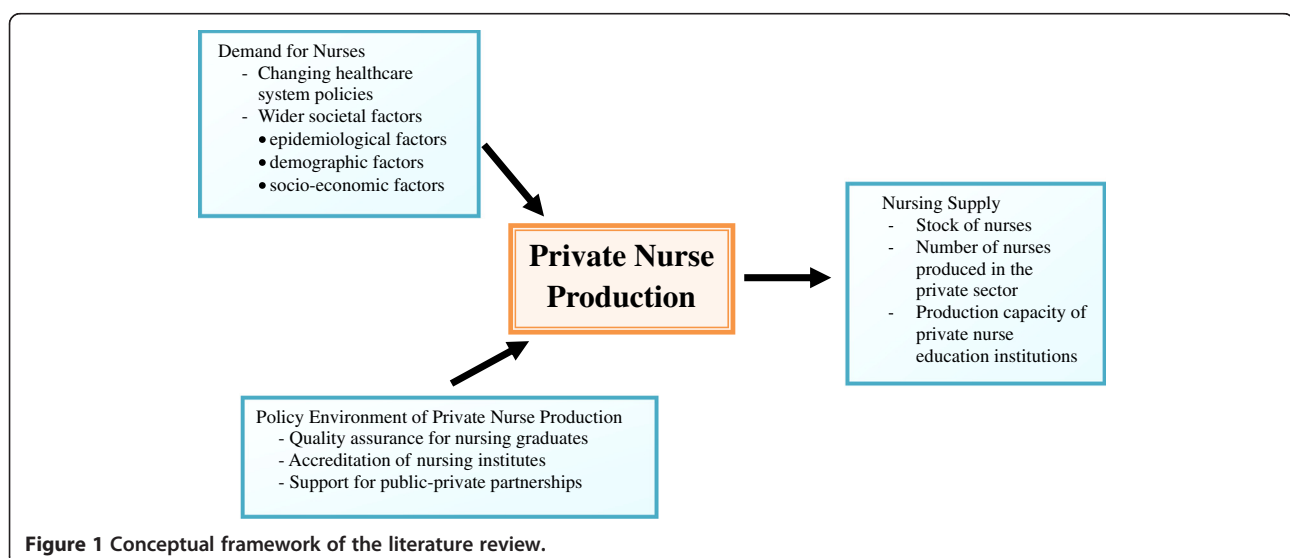 Demand for Nurses
- Changing healthcare
system policies
- Wider societal factors
• epidemiological factors
• demographic factors
• socio-economic factors
Private Nurse
Production
Nursing Supply
- Stock of nurses
- Number of nurses
produced in the
private sector
- Production capacity of
private nurse
education institutions
Policy Environment of Private Nurse Production
- Quality assurance for nursing graduates
- Accreditation of nursing institutes
- Support for public-private partnerships
Figure 1 Conceptual framework of the literature review.